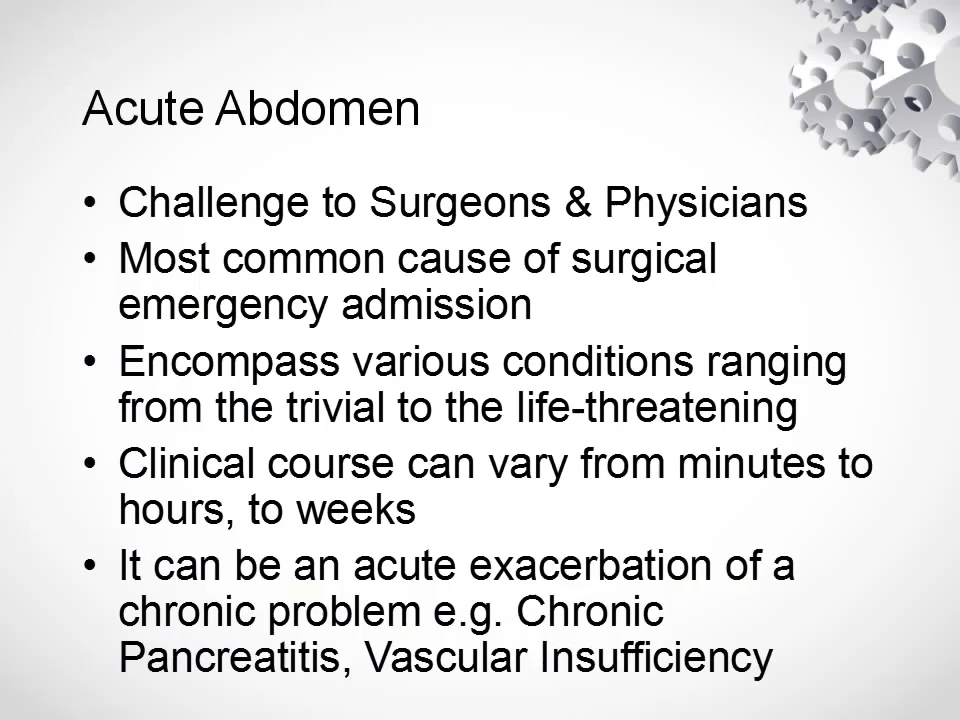 Acute Abdomen
• Challenge to Surgeons & Physicians
• Most common cause of surgical
emergency admission
• Encompass various conditions ranging
from the trivial to the life-threatening
• Clinical course can vary from minutes to
hours, to weeks
• It can be an acute exacerbation of a
chronic problem e.g. Chronic
Pancreatitis, Vascular Insufficiency